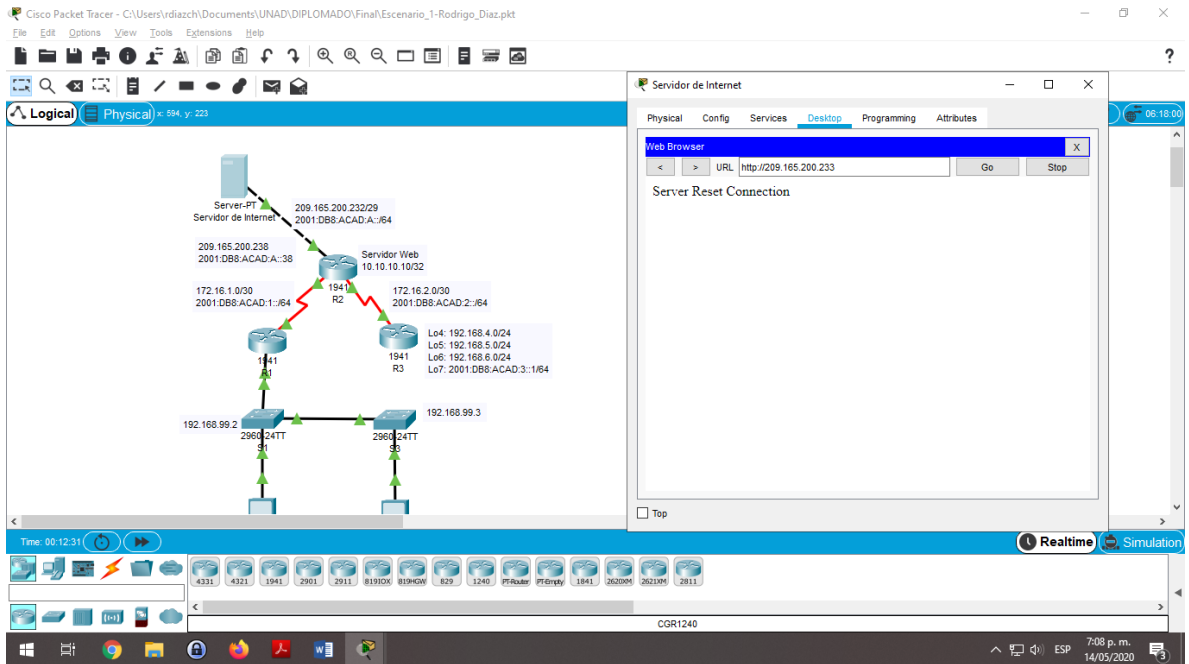 Cisco Packet Tracer - C:\Users\rdiazch\Documents\UNAD\DIPLOMADO\Final\Escenario_1-Rodrigo_Diaz.pkt
File Edit Options View Tools Extensions Help
?
Logical Physical x: 594, y: 223
06:18:00
Server-PT
Servidor de Internet
209.165.200.232/29
2001:DB8:ACAD:A::/64
209.165.200.238
2001:DB8:ACAD:A::38
Servidor Web
10.10.10.10/32
1941
R2
172.16.1.0/30
2001:DB8:ACAD:1::/64
172.16.2.0/30
2001:DB8:ACAD:2::/64
1941
R1
1941
R3
Lo4: 192.168.4.0/24
Lo5: 192.168.5.0/24
Lo6: 192.168.6.0/24
Lo7: 2001:DB8:ACAD:3::1/64
192.168.99.2
2960-24TT
S1
192.168.99.3
2960-24TT
S3
Servidor de Internet
Physical Config Services Desktop Programming Attributes
Web Browser X
< > URL http://209.165.200.233 Go Stop
Server Reset Connection
Top
Time: 00:12:31
Realtime Simulation
4331 4321 1941 2901 2911 819IOX 819HGW 829 1240 PT-Router PT-Empty 1841 2620XM 2621XM 2811
CGR1240
ESP
7:08 p. m.
14/05/2020
3